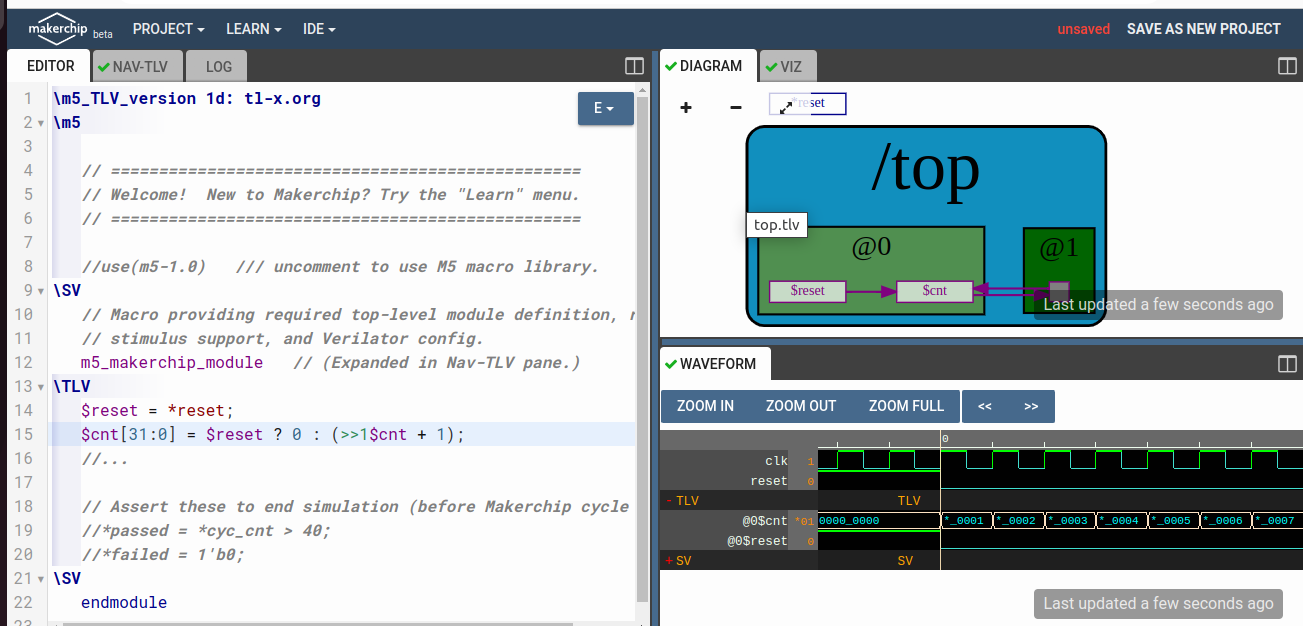 makerchip beta PROJECT LEARN IDE unsaved SAVE AS NEW PROJECT
EDITOR NAV-TLV LOG
E
1 \m5_TLV_version 1d: tl-x.org
2 \m5
3
4 // =================================================
5 // Welcome!  New to Makerchip? Try the "Learn" menu.
6 // =================================================
7
8 //use(m5-1.0)   /// uncomment to use M5 macro library.
9 \SV
10 // Macro providing required top-level module definition,
11 // stimulus support, and Verilator config.
12 m5_makerchip_module   // (Expanded in Nav-TLV pane.)
13 \TLV
14 $reset = *reset;
15 $cnt[31:0] = $reset ? 0 : (>>1$cnt + 1);
16 //...
17
18 // Assert these to end simulation (before Makerchip cycle
19 //*passed = *cyc_cnt > 40;
20 //*failed = 1'b0;
21 \SV
22 endmodule
23
DIAGRAM VIZ
+ - *reset
/top
top.tlv
@0 @1
$reset $cnt
Last updated a few seconds ago
WAVEFORM
ZOOM IN ZOOM OUT ZOOM FULL << >>
0
clk 1
reset 0
- TLV TLV
@0$cnt *01 0000_0000 *_0001 *_0002 *_0003 *_0004 *_0005 *_0006 *_0007
@0$reset 0
+ SV SV
Last updated a few seconds ago